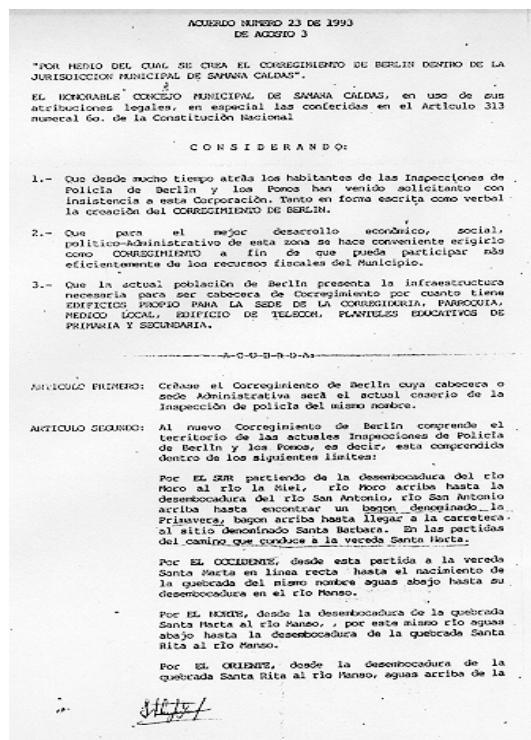 ACUERDO NUMERO 23 DE 1993
DE AGOSTO 3
"POR MEDIO DEL CUAL SE CREA EL CORREGIMIENTO DE BERLIN DENTRO DE LA
JURISDICCION MUNICIPAL DE SAMANA CALDAS".
EL HONORABLE CONCEJO MUNICIPAL DE SAMANA CALDAS, en uso de sus
atribuciones legales, en especial las conferidas en el Artículo 313
numeral 6o. de la Constitución Nacional
C O N S I D E R A N D O:
1.- Que desde mucho tiempo atrás los habitantes de las Inspecciones de
Policía de Berlín y los Pomos han venido solicitando con
insistencia a esta Corporación. Tanto en forma escrita como verbal
la creación del CORREGIMIENTO DE BERLIN.
2.- Que para el mejor desarrollo económico, social,
político-Administrativo de esta zona se hace conveniente erigirlo
como CORREGIMIENTO a fin de que pueda participar más
eficientemente de los recursos fiscales del Municipio.
3.- Que la actual población de Berlín presenta la infraestructura
necesaria para ser cabecera de Corregimiento por cuanto tiene
EDIFICIOS PROPIO PARA LA SEDE DE LA CORREGIDURIA, PARROQUIA,
MEDICO LOCAL, EDIFICIO DE TELECOM, PLANTELES EDUCATIVOS DE
PRIMARIA Y SECUNDARIA.
A-C-U-E-R-D-A:
ARTICULO PRIMERO: Créase el Corregimiento de Berlín cuya cabecera o
sede Administrativa será el actual caserío de la
Inspección de policía del mismo nombre.
ARTICULO SEGUNDO: Al nuevo Corregimiento de Berlín comprende el
territorio de las actuales Inspecciones de Policía
de Berlín y los Pomos, es decir, esta comprendida
dentro de los siguientes límites:
Por EL SUR partiendo de la desembocadura del río
Moro al río la Miel, río Moro arriba hasta la
desembocadura del río San Antonio, río San Antonio
arriba hasta encontrar un bagon denominado la
Primavera, bagon arriba hasta llegar a la carretera
al sitio denominado Santa Barbara. En las partidas
del camino que conduce a la vereda Santa Marta.
Por EL OCCIDENTE, desde esta partida a la vereda
Santa Marta en línea recta hasta el nacimiento de
la quebrada del mismo nombre aguas abajo hasta su
desembocadura en el río Manso.
Por EL NORTE, desde la desembocadura de la quebrada
Santa Marta al río Manso, , por este mismo río aguas
abajo hasta la desembocadura de la quebrada Santa
Rita al río Manso.
Por EL ORIENTE, desde la desembocadura de la
quebrada Santa Rita al río Manso, aguas arriba de la